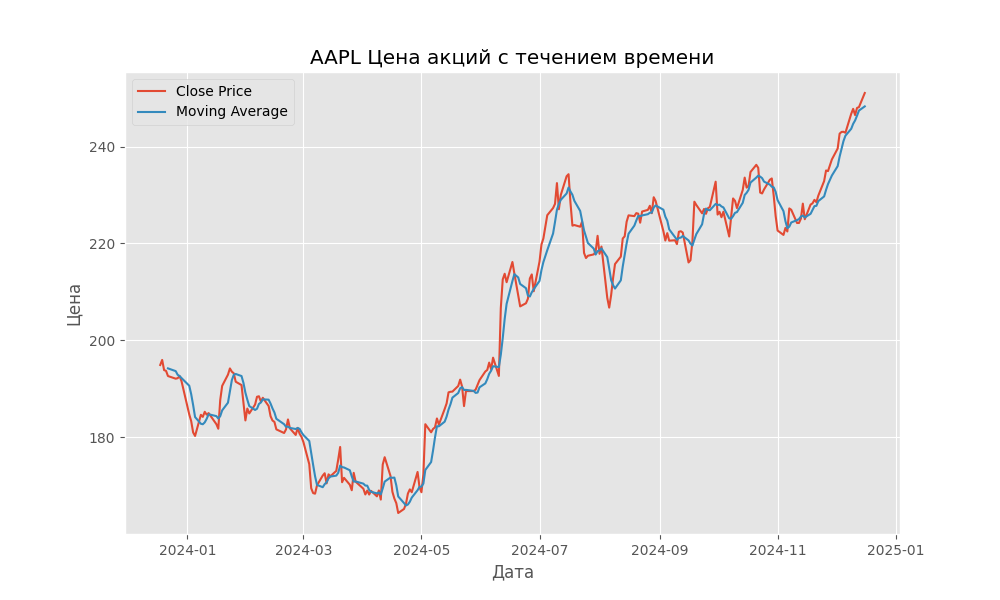 AAPL Цена акций с течением времени
Close Price
Moving Average
240
220
200
180
Цена
2024-01
2024-03
2024-05
2024-07
2024-09
2024-11
2025-01
Дата